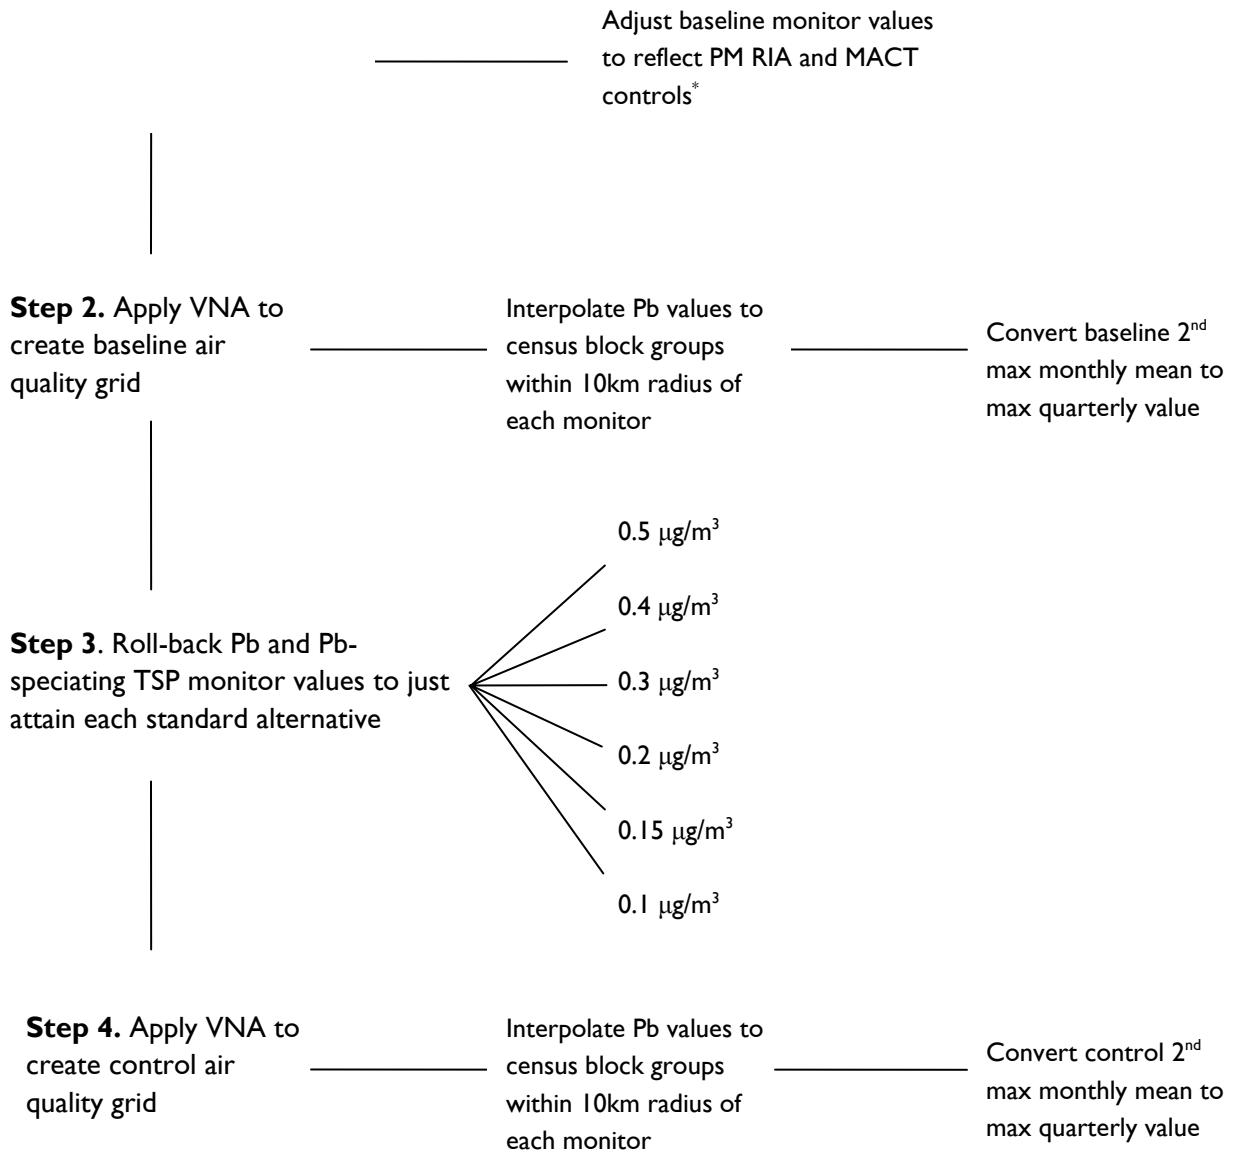 Adjust baseline monitor values
to reflect PM RIA and MACT
controls*
Step 2. Apply VNA to
create baseline air
quality grid
Interpolate Pb values to
census block groups
within 10km radius of
each monitor
Convert baseline 2nd
max monthly mean to
max quarterly value
Step 3. Roll-back Pb and Pb-
speciating TSP monitor values to just
attain each standard alternative
0.5 μg/m3
0.4 μg/m3
0.3 μg/m3
0.2 μg/m3
0.15 μg/m3
0.1 μg/m3
Step 4. Apply VNA to
create control air
quality grid
Interpolate Pb values to
census block groups
within 10km radius of
each monitor
Convert control 2nd
max monthly mean to
max quarterly value